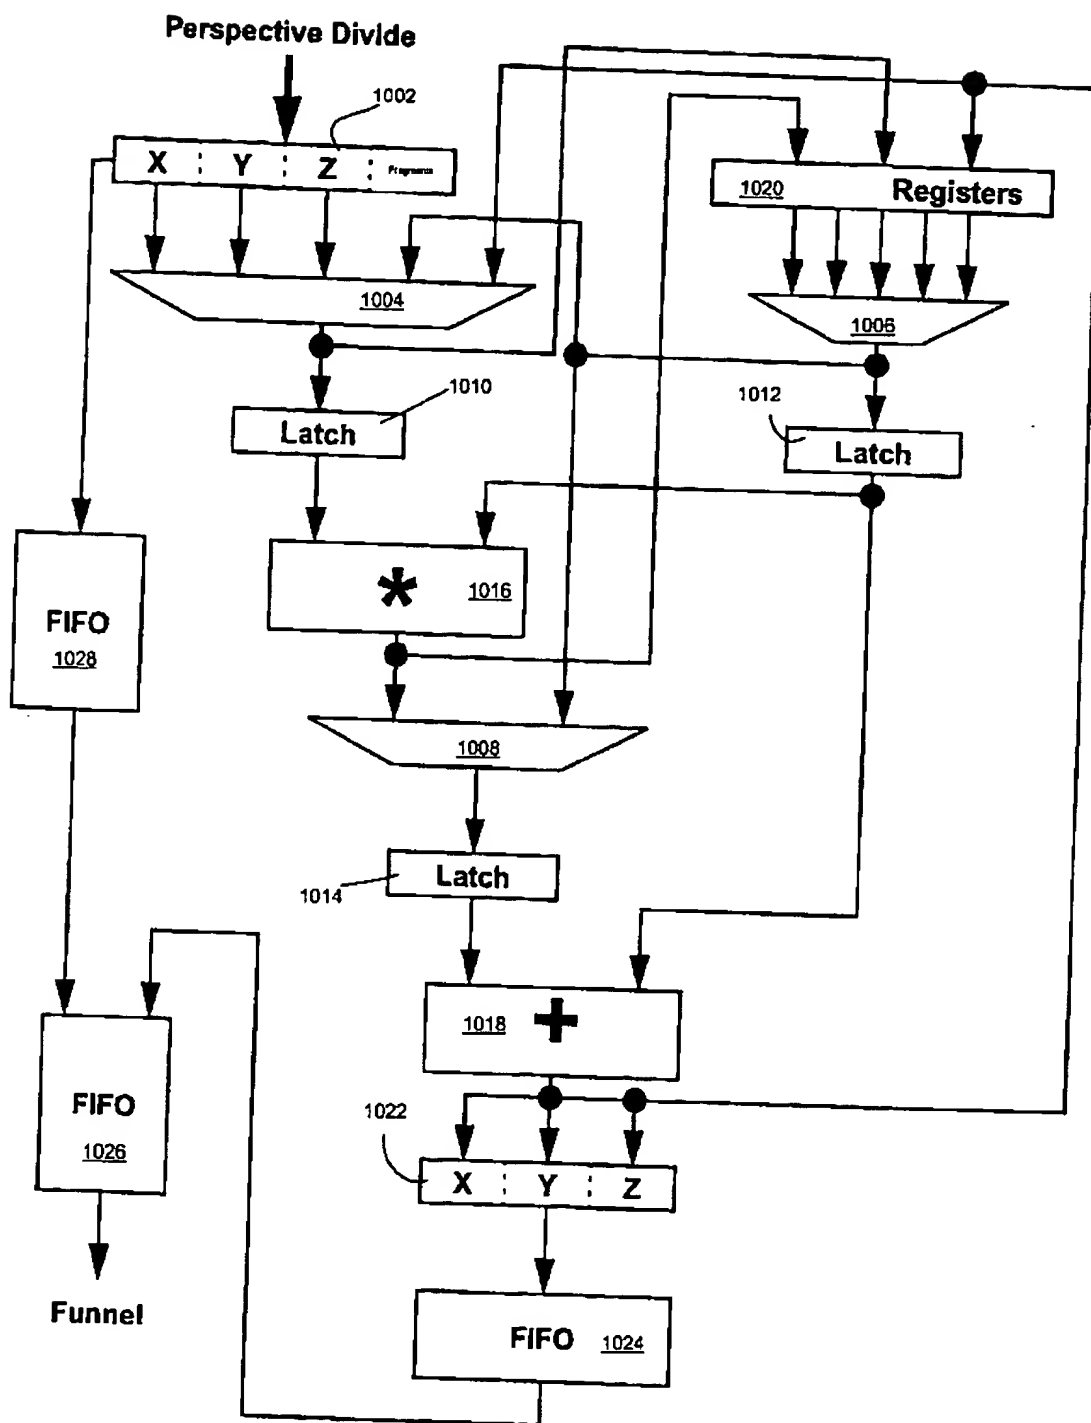 Perspective Divide
1002
X Y Z Fragments
1020 Registers
1004
1006
1010
Latch
1012
Latch
* 1016
FIFO
1028
1008
1014
Latch
1018 +
FIFO
1026
1022
X Y Z
Funnel
FIFO 1024